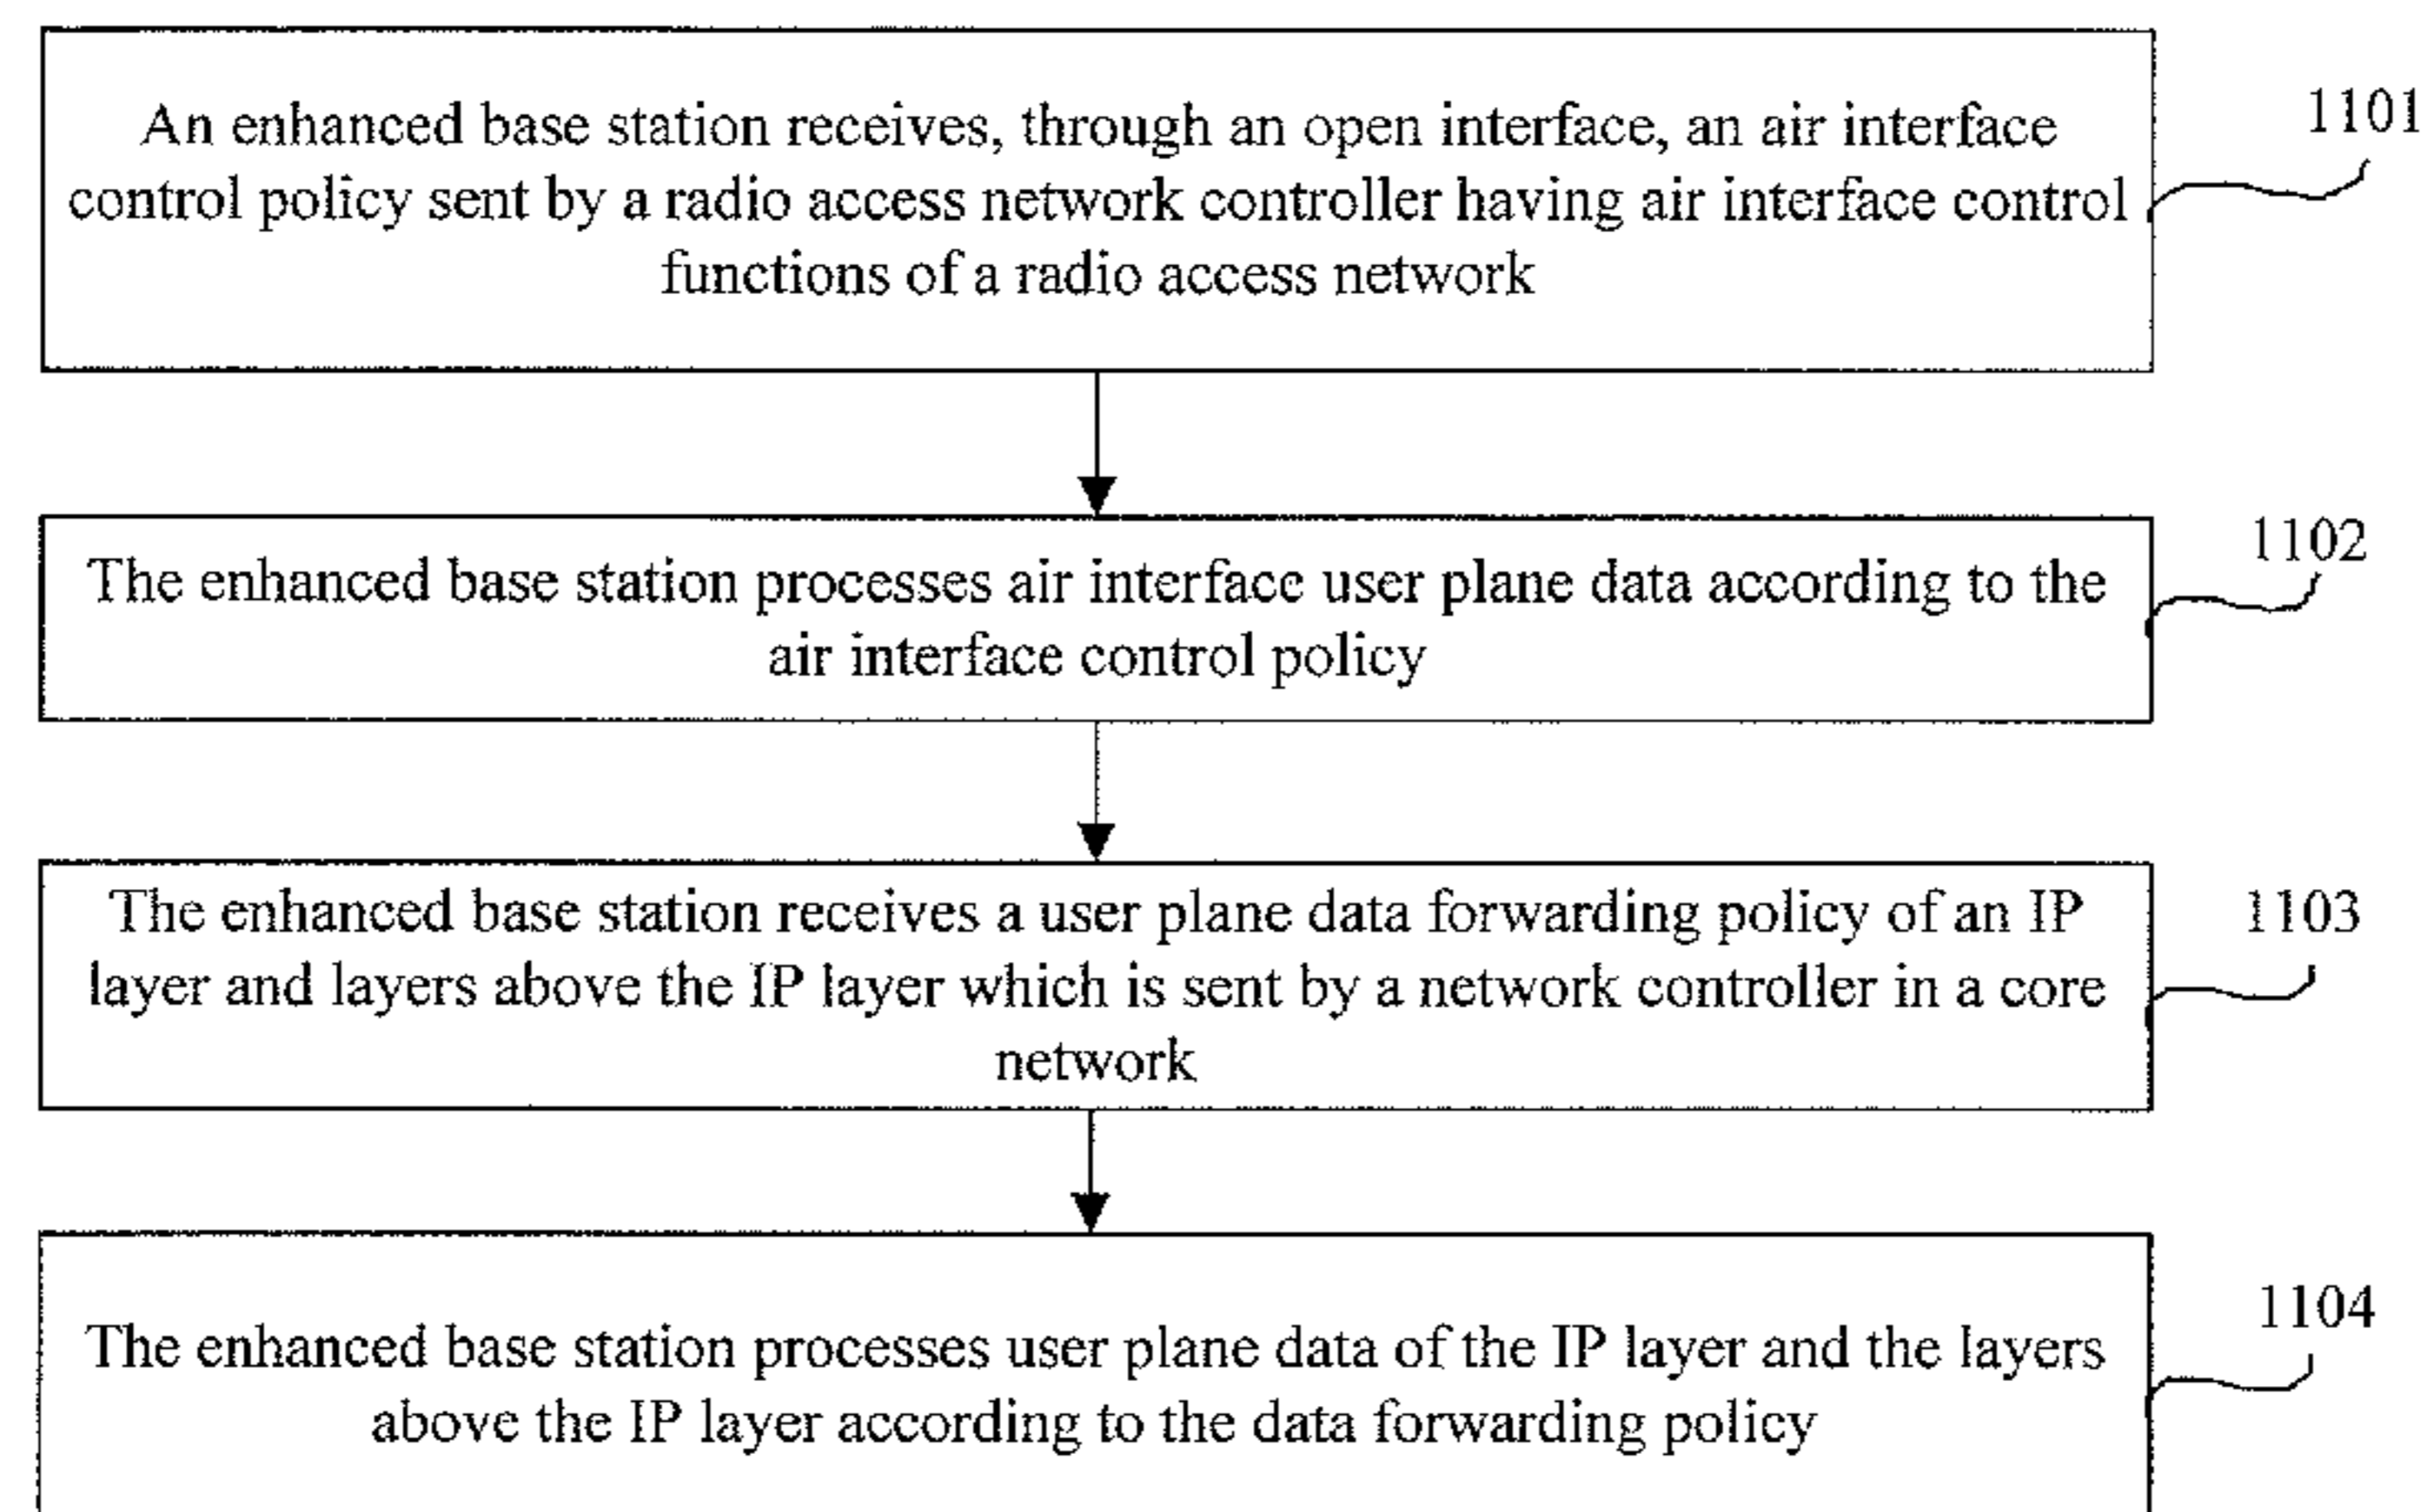 An enhanced base station receives, through an open interface, an air interface
control policy sent by a radio access network controller having air interface control
functions of a radio access network
1101
The enhanced base station processes air interface user plane data according to the
air interface control policy
1102
The enhanced base station receives a user plane data forwarding policy of an IP
layer and layers above the IP layer which is sent by a network controller in a core
network
1103
The enhanced base station processes user plane data of the IP layer and the layers
above the IP layer according to the data forwarding policy
1104